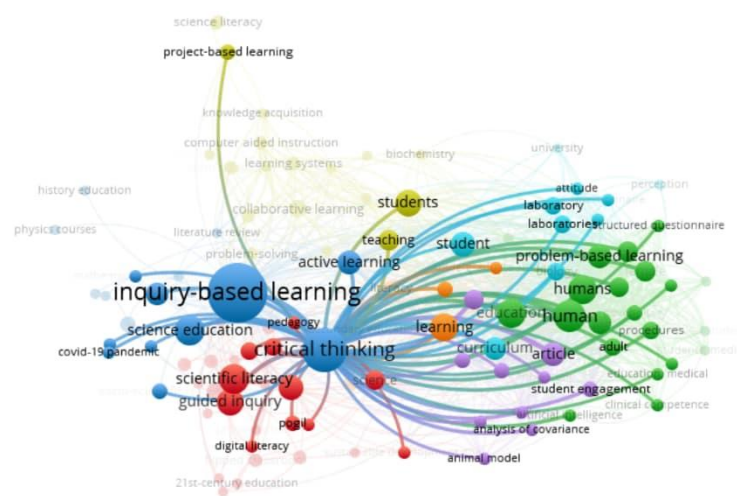 science literacy
project-based learning
knowledge acquisition
computer aided instruction
biochemistry
university
learning systems
history education
attitude
perception
students
laboratory
collaborative learning
physics courses
literature review
laboratories
structured questionnaire
teaching
student
problem-solving
active learning
problem-based learning
inquiry-based learning
humans
literacy
education
human
pedagogy
learning
science education
procedures
critical thinking
curriculum
article
adult
covid-19 pandemic
scientific literacy
science
education medical
student engagement
guided inquiry
clinical competence
artificial intelligence
pogil
analysis of covariance
digital literacy
animal model
21st-century education